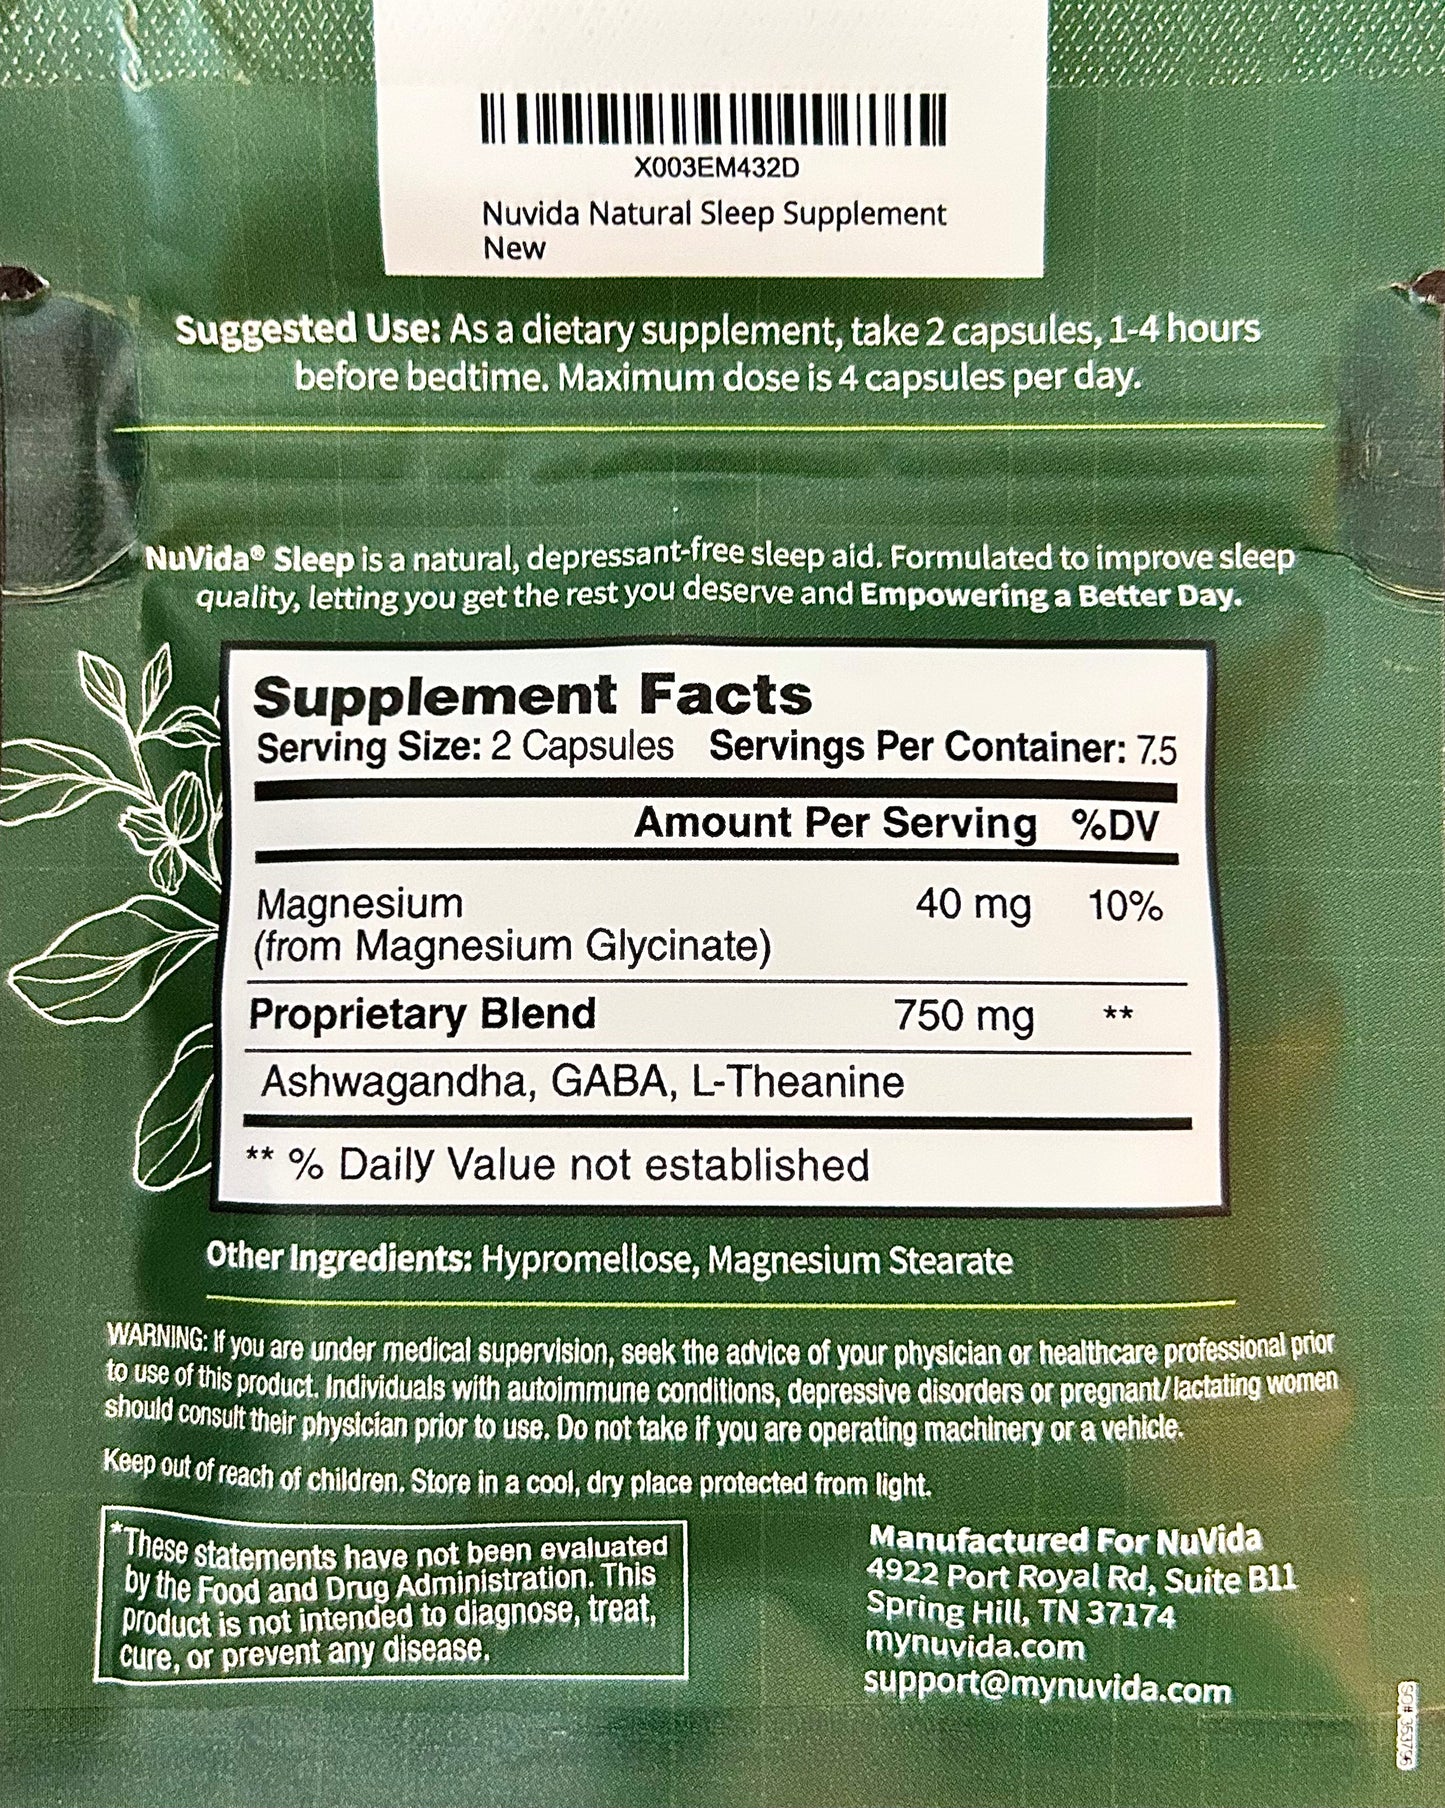 X003EM432D
Nuvida Natural Sleep Supplement
New
Suggested Use: As a dietary supplement, take 2 capsules, 1-4 hours
before bedtime. Maximum dose is 4 capsules per day.
NuVida® Sleep is a natural, depressant-free sleep aid. Formulated to improve sleep
quality, letting you get the rest you deserve and Empowering a Better Day.
Supplement Facts
Serving Size: 2 Capsules Servings Per Container: 7.5
Amount Per Serving %DV
Magnesium 40 mg 10%
(from Magnesium Glycinate)
Proprietary Blend 750 mg **
Ashwagandha, GABA, L-Theanine
** % Daily Value not established
Other Ingredients: Hypromellose, Magnesium Stearate
WARNING: If you are under medical supervision, seek the advice of your physician or healthcare professional prior
to use of this product. Individuals with autoimmune conditions, depressive disorders or pregnant/lactating women
should consult their physician prior to use. Do not take if you are operating machinery or a vehicle.
Keep out of reach of children. Store in a cool, dry place protected from light.
*These statements have not been evaluated
by the Food and Drug Administration. This
product is not intended to diagnose, treat,
cure, or prevent any disease.
Manufactured For NuVida
4922 Port Royal Rd, Suite B11
Spring Hill, TN 37174
mynuvida.com
support@mynuvida.com
SO# 353796